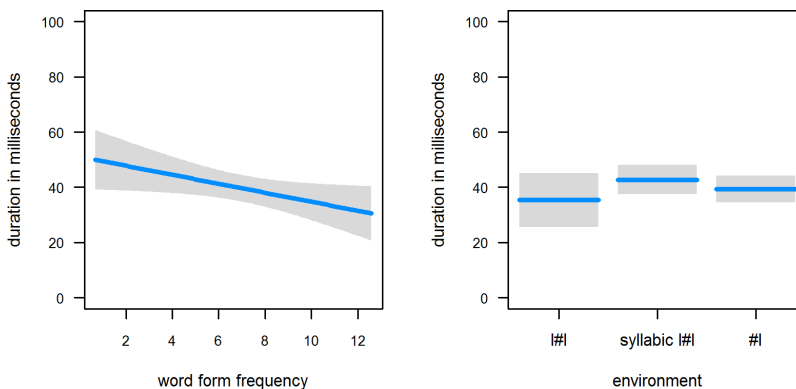 duration in milliseconds
100
80
60
40
20
0
2
4
6
8
10
12
word form frequency
duration in milliseconds
100
80
60
40
20
0
l#l
syllabic l#l
#l
environment